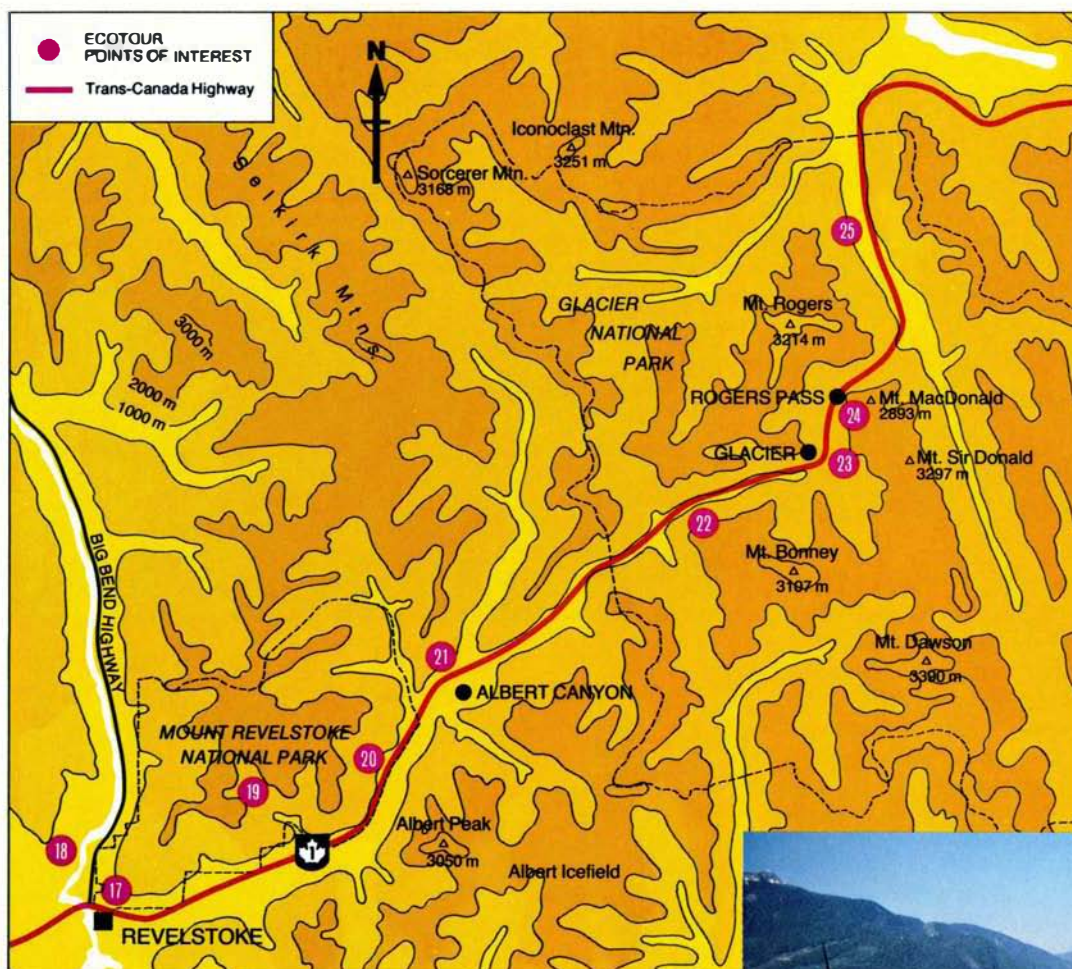 ECOTOUR
POINTS OF INTEREST
Trans-Canada Highway
N
Iconoclast Mtn.
3251 m
Sorcerer Mtn.
3168 m
Selkirk Mtns.
25
GLACIER
NATIONAL
PARK
Mt. Rogers
3214 m
3000 m
2000 m
1000 m
ROGERS PASS
Mt. MacDonald
2893 m
24
GLACIER
23
Mt. Sir Donald
3297 m
22
BIG BEND HIGHWAY
Mt. Bonney
3107 m
Mt. Dawson
3390 m
21
ALBERT CANYON
MOUNT REVELSTOKE
NATIONAL PARK
20
19
Albert Peak
3050 m
1
18
Albert Icefield
17
REVELSTOKE